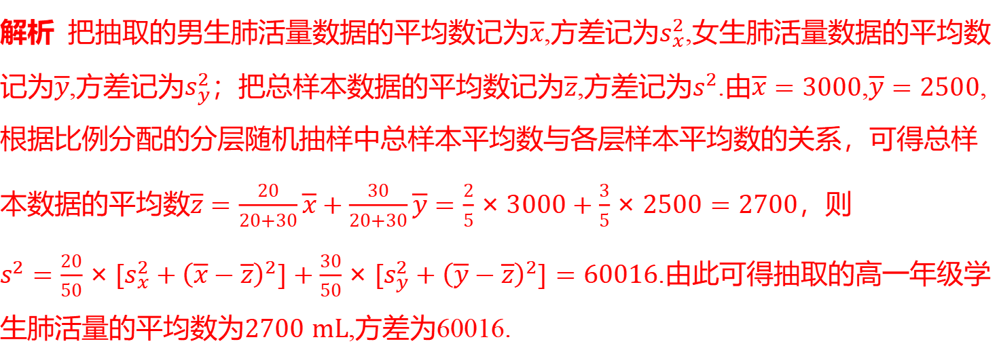 解析 把抽取的男生肺活量数据的平均数记为$\overline{x}$,方差记为$s_x^2$,女生肺活量数据的平均数
记为$\overline{y}$,方差记为$s_y^2$；把总样本数据的平均数记为$\overline{z}$,方差记为$s^2$.由$\overline{x}=3000$,$\overline{y}=2500$,
根据比例分配的分层随机抽样中总样本平均数与各层样本平均数的关系，可得总样
本数据的平均数$\overline{z}=\frac{20}{20+30}\overline{x}+\frac{30}{20+30}\overline{y}=\frac{2}{5}\times 3000+\frac{3}{5}\times 2500=2700$，则
$s^2=\frac{20}{50}\times[s_x^2+(\overline{x}-\overline{z})^2]+\frac{30}{50}\times[s_y^2+(\overline{y}-\overline{z})^2]=60016$.由此可得抽取的高一年级学
生肺活量的平均数为2700 mL,方差为60016.